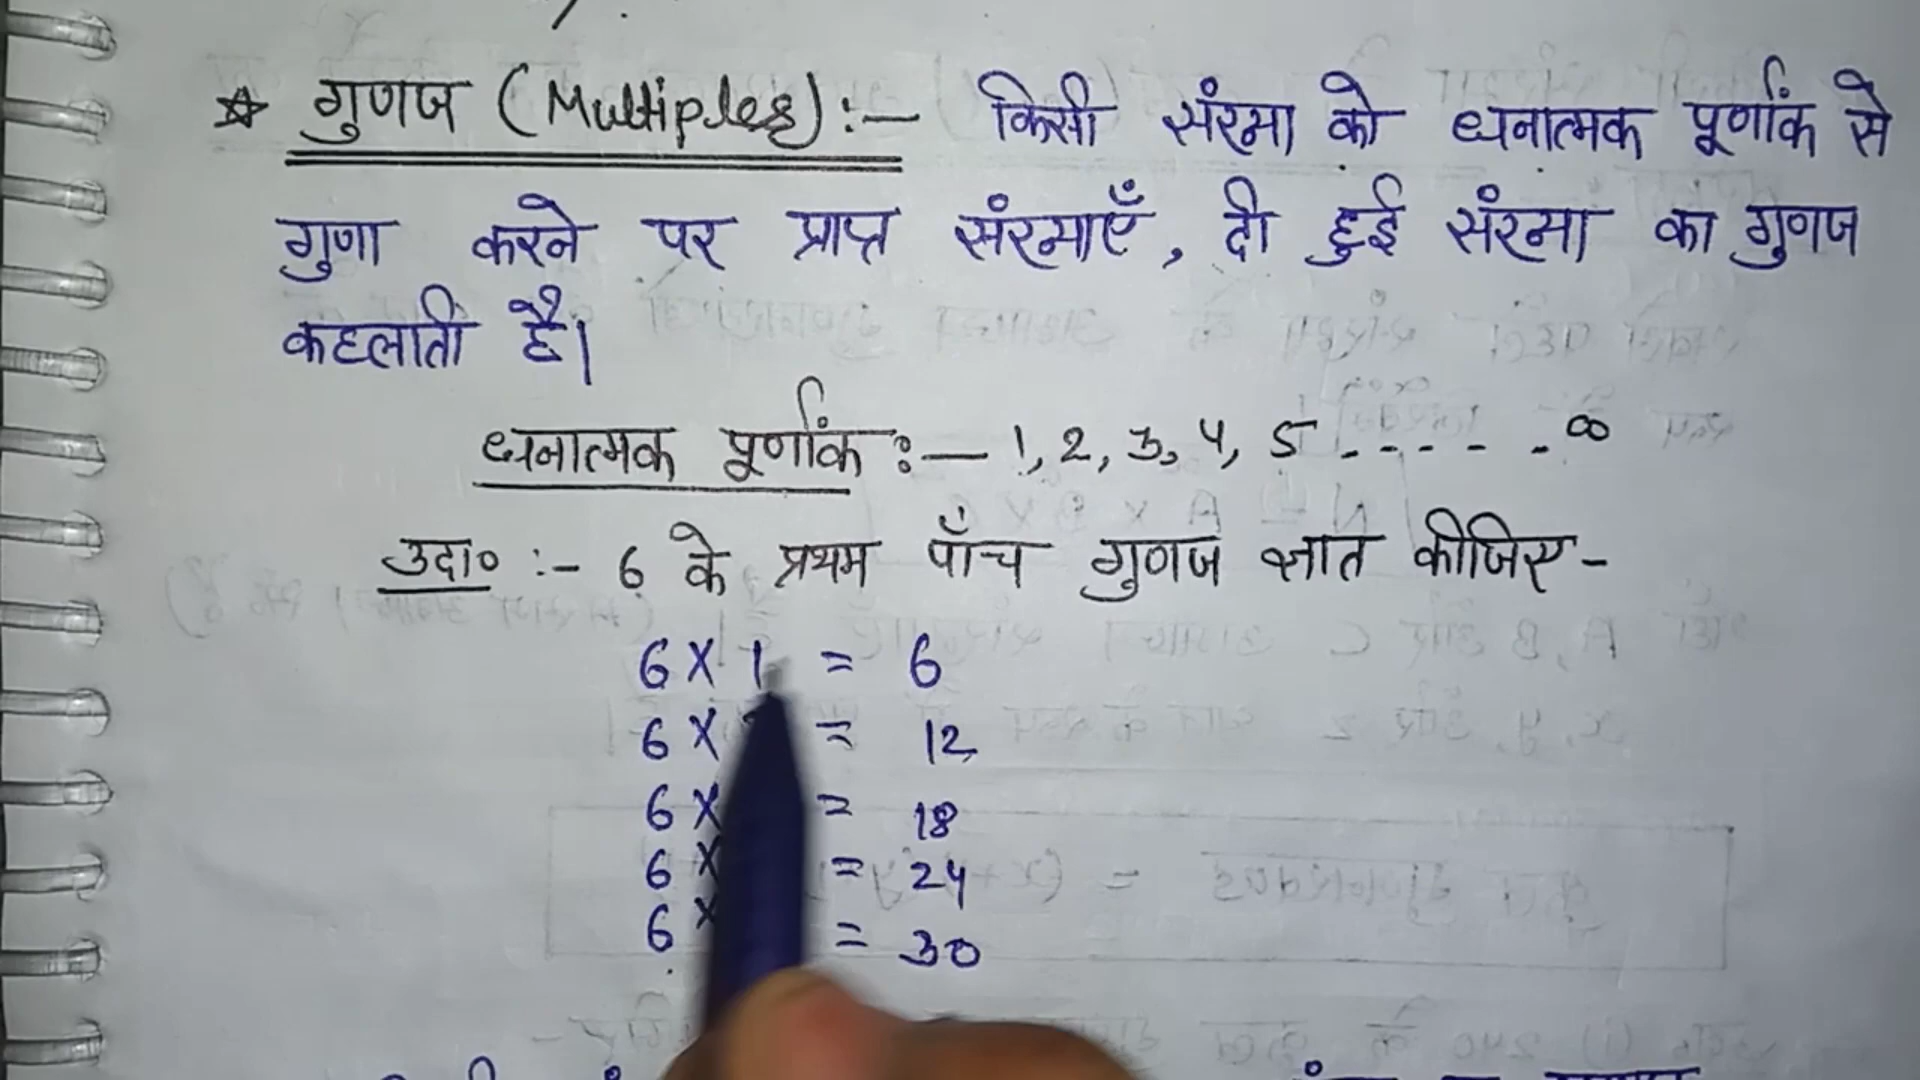 ☆ गुणज (Multiples) :— किसी संख्या को धनात्मक पूर्णांक से
गुणा करने पर प्राप्त संख्याएँ, दी हुई संख्या का गुणज
कहलाती है।
धनात्मक पूर्णांक :— 1, 2, 3, 4, 5 - - - - - ∞
उदा० :- 6 के प्रथम पाँच गुणज ज्ञात कीजिए -
6 X 1 = 6
6 X = 12
6 X = 18
6 X = 24
6 X = 30